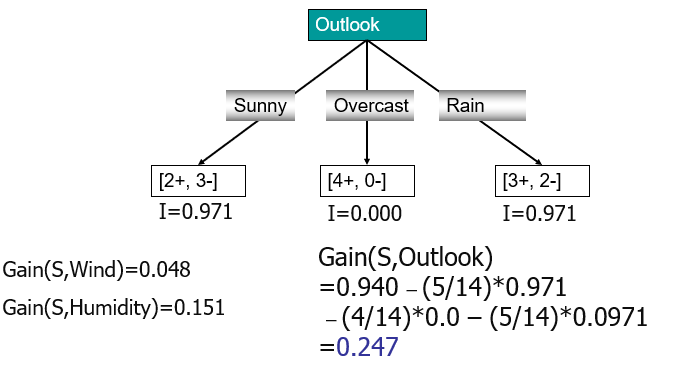 Outlook
Sunny Overcast Rain
[2+, 3-] [4+, 0-] [3+, 2-]
I=0.971 I=0.000 I=0.971
Gain(S,Wind)=0.048
Gain(S,Humidity)=0.151
Gain(S,Outlook)
=0.940 – (5/14)*0.971
– (4/14)*0.0 – (5/14)*0.0971
=0.247